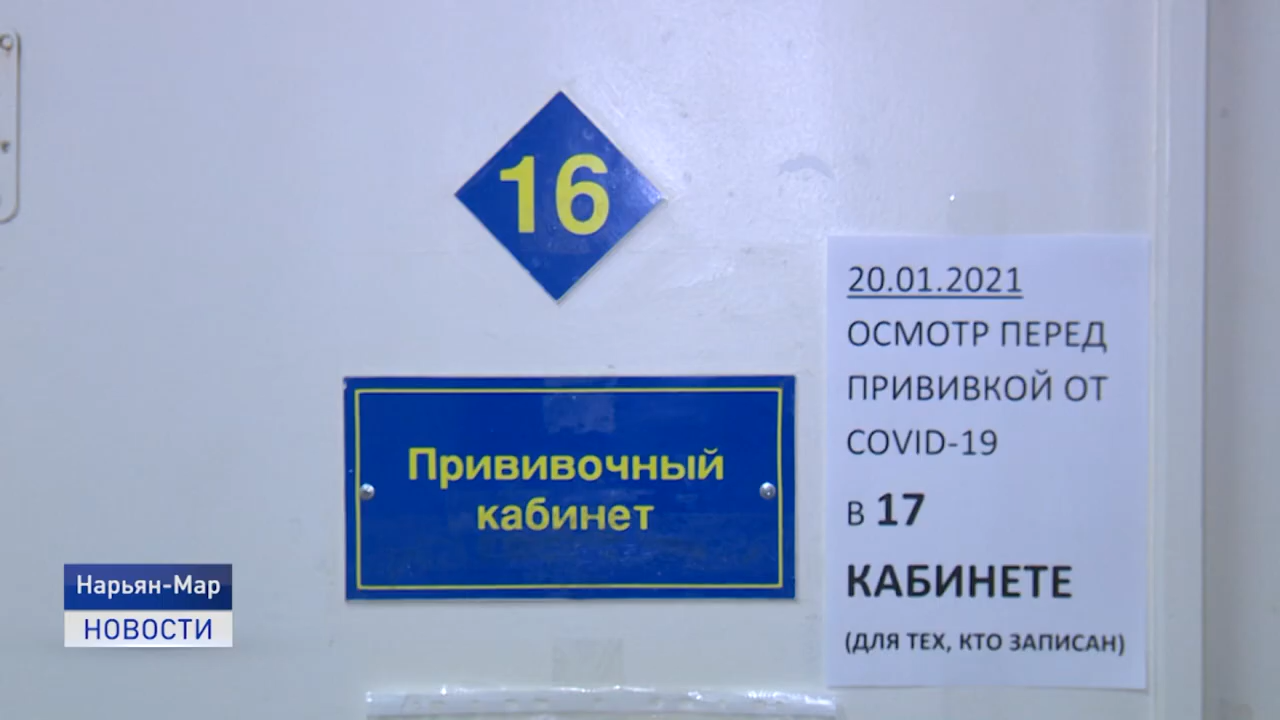 16
Прививочный
кабинет
20.01.2021
ОСМОТР ПЕРЕД
ПРИВИВКОЙ ОТ
COVID-19
В 17
КАБИНЕТЕ
(ДЛЯ ТЕХ, КТО ЗАПИСАН)
Нарьян-Мар
НОВОСТИ